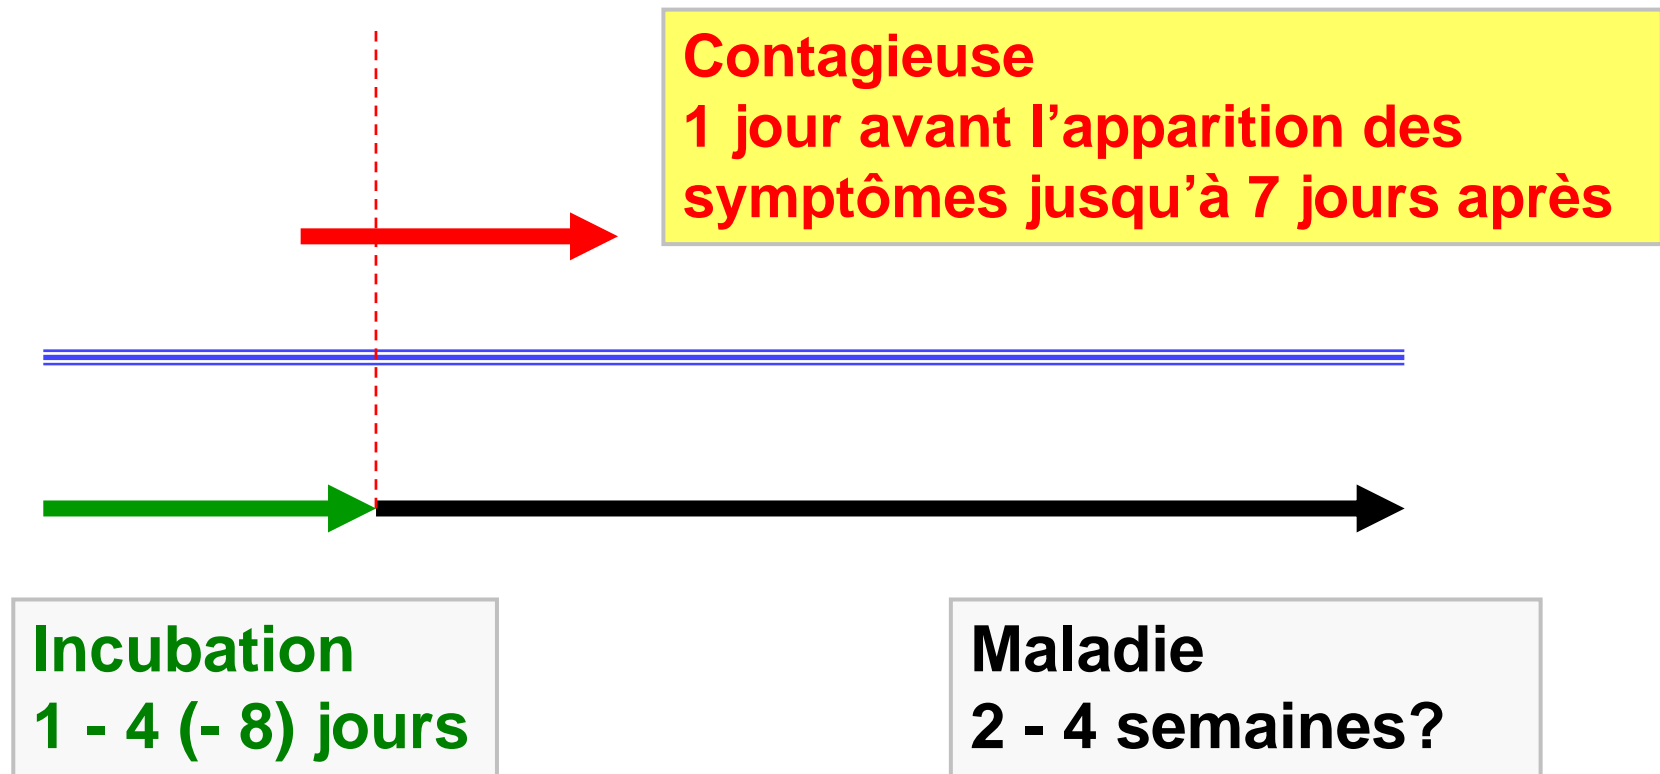 Contagieuse
1 jour avant l’apparition des
symptômes jusqu’à 7 jours après
Incubation
1 - 4 (- 8) jours
Maladie
2 - 4 semaines?